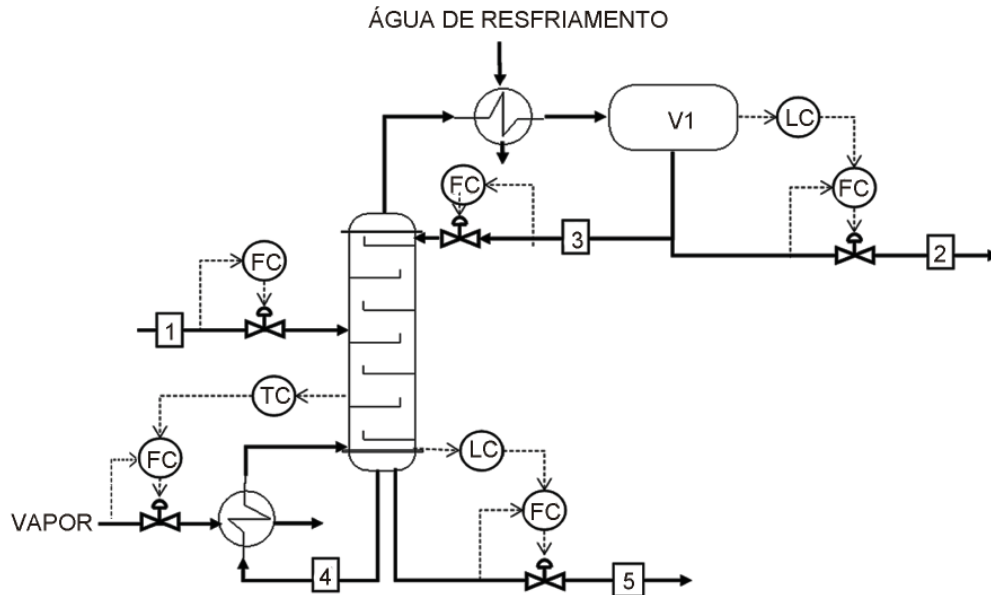 ÁGUA DE RESFRIAMENTO
V1
LC
FC
FC
3
2
FC
1
TC
LC
FC
FC
VAPOR
4
5